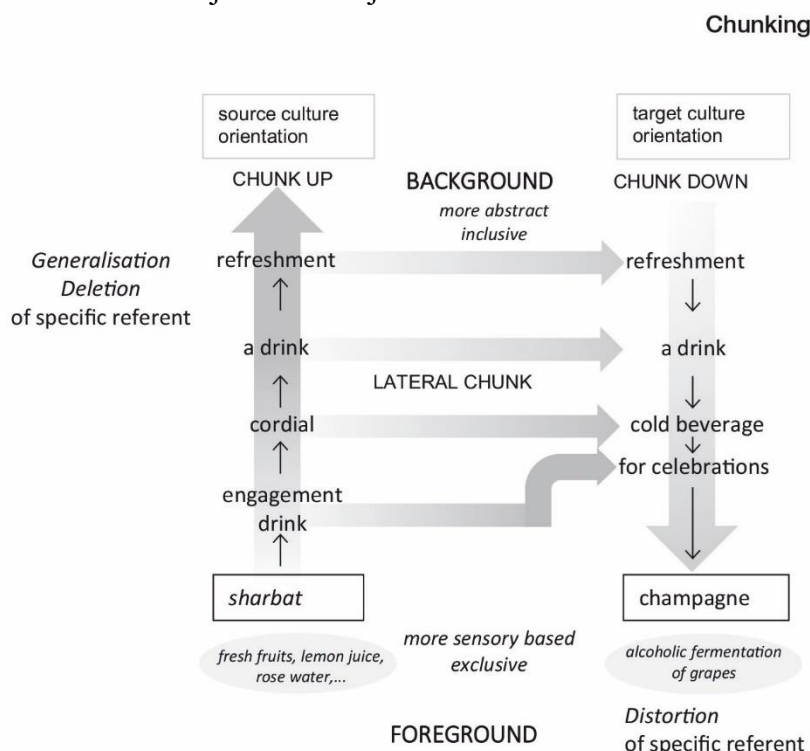 Chunking
source culture
orientation
target culture
orientation
CHUNK UP
BACKGROUND
CHUNK DOWN
more abstract
inclusive
Generalisation
Deletion
of specific referent
refreshment
refreshment
a drink
a drink
LATERAL CHUNK
cordial
cold beverage
for celebrations
engagement
drink
sharbat
champagne
fresh fruits, lemon juice,
rose water,...
more sensory based
exclusive
alcoholic fermentation
of grapes
FOREGROUND
Distortion
of specific referent